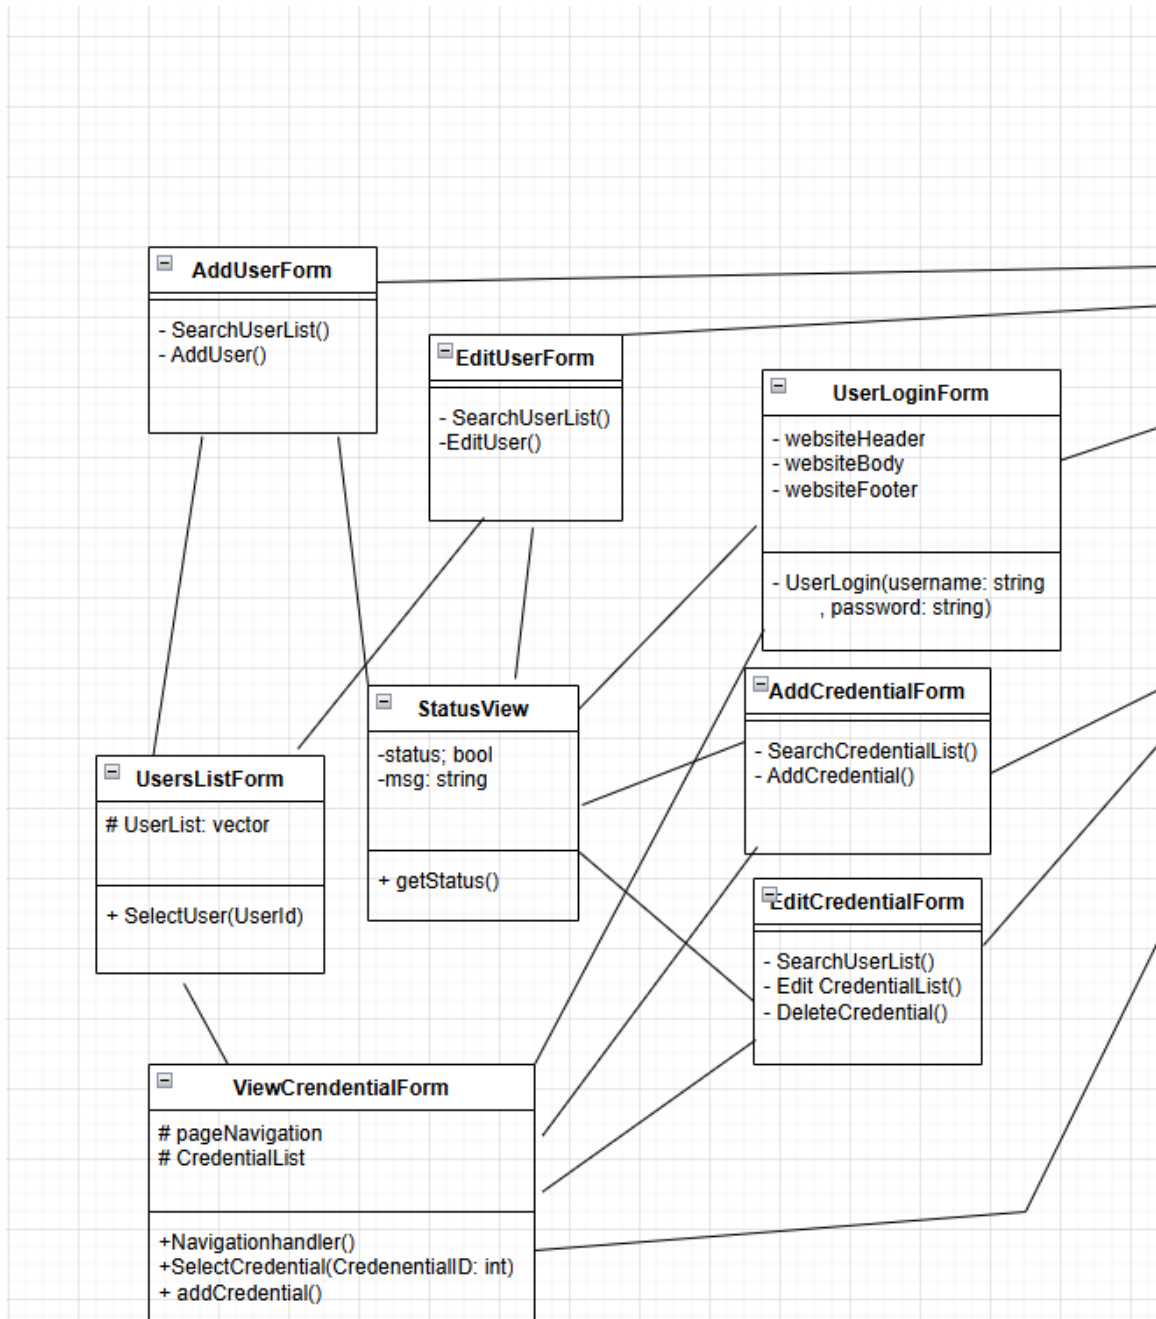 AddUserForm
- SearchUserList()
- AddUser()
EditUserForm
- SearchUserList()
-EditUser()
UserLoginForm
- websiteHeader
- websiteBody
- websiteFooter
- UserLogin(username: string
, password: string)
StatusView
-status; bool
-msg: string
+ getStatus()
AddCredentialForm
- SearchCredentialList()
- AddCredential()
UsersListForm
# UserList: vector
+ SelectUser(UserId)
EditCredentialForm
- SearchUserList()
- Edit CredentialList()
- DeleteCredential()
ViewCrendentialForm
# pageNavigation
# CredentialList
+Navigationhandler()
+SelectCredential(CredenentialID: int)
+ addCredential()